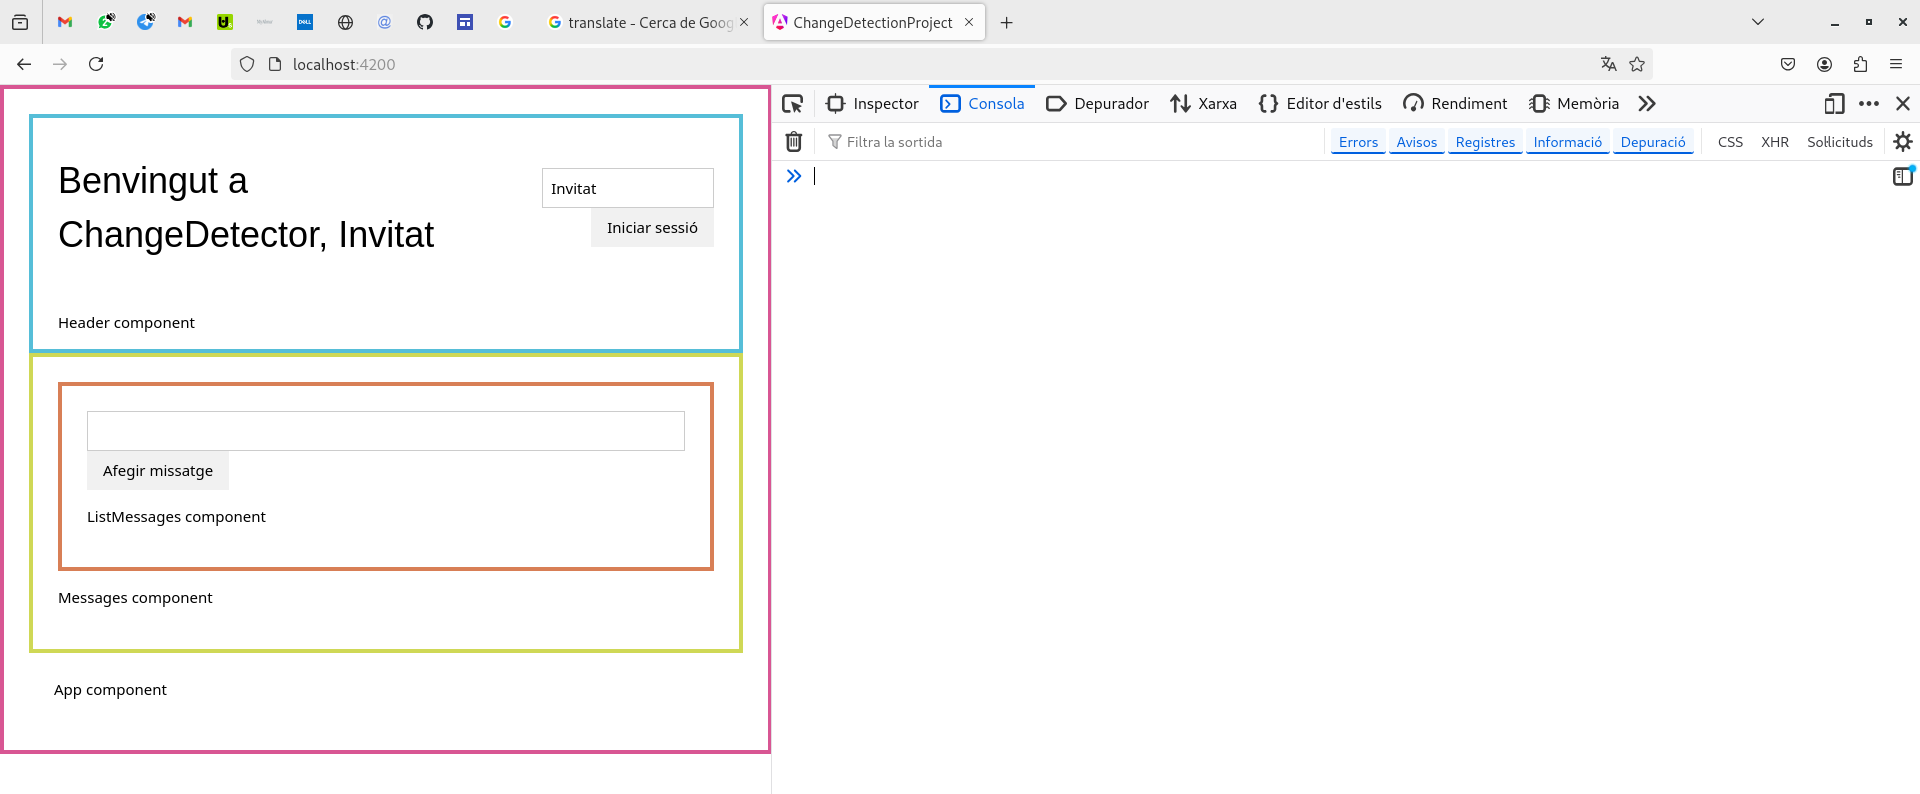 translate - Cerca de Goog
ChangeDetectionProject
localhost:4200
Inspector
Consola
Depurador
Xarxa
Editor d'estils
Rendiment
Memòria
Filtra la sortida
Errors
Avisos
Registres
Informació
Depuració
CSS
XHR
Sol·licituds
Benvingut a
ChangeDetector, Invitat
Invitat
Iniciar sessió
Header component
Afegir missatge
ListMessages component
Messages component
App component